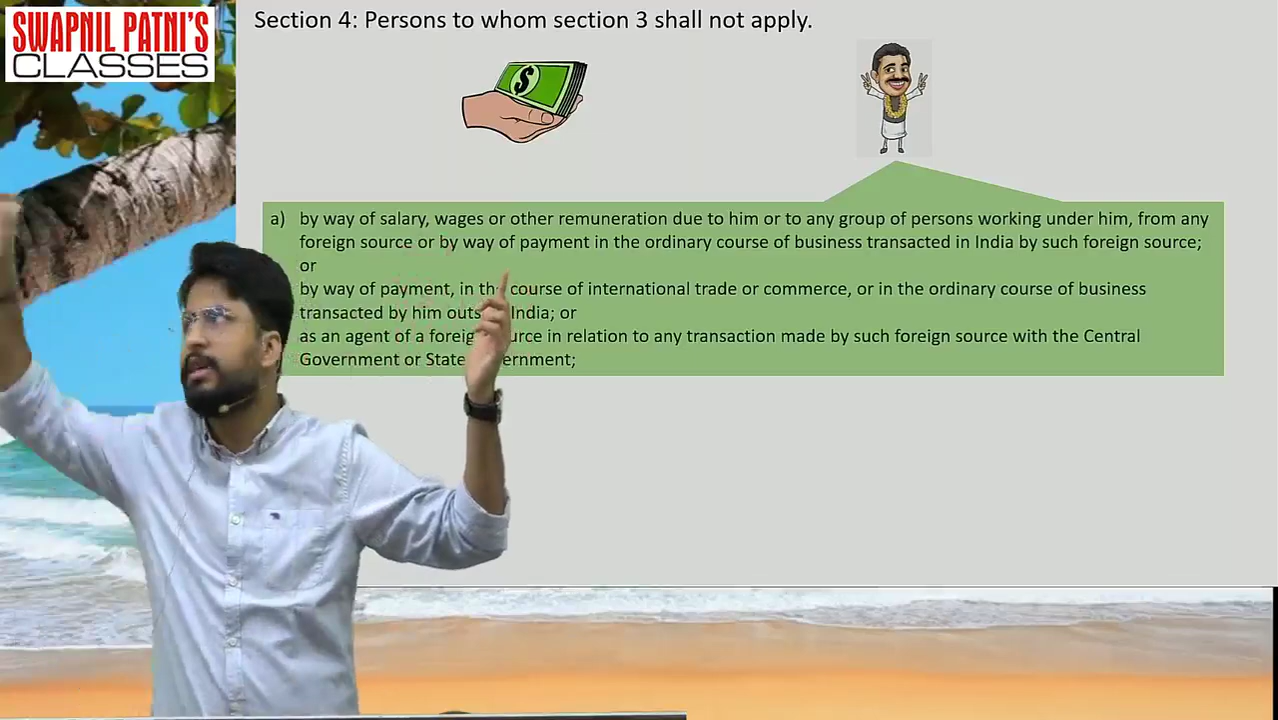 SWAPNIL PATNI'S
CLASSES
Section 4: Persons to whom section 3 shall not apply.
$
a) by way of salary, wages or other remuneration due to him or to any group of persons working under him, from any
foreign source or by way of payment in the ordinary course of business transacted in India by such foreign source;
or
by way of payment, in the course of international trade or commerce, or in the ordinary course of business
transacted by him India; or
as an agent of a in relation to any transaction made by such foreign source with the Central
Government or State